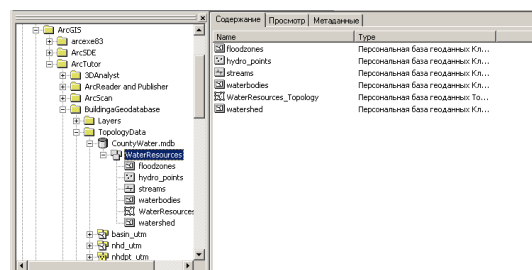 ArcGIS
arcexe83
ArcSDE
ArcTutor
3DAnalyst
ArcReader and Publisher
ArcScan
BuildingaGeodatabase
Layers
TopologyData
CountyWater.mdb
WaterResources
floodzones
hydro_points
streams
waterbodies
WaterResources
watershed
basin_utm
nhd_utm
nhdpt_utm
Содержание Просмотр Метаданные
Name Type
floodzones Персональная база геоданных Кл...
hydro_points Персональная база геоданных Кл...
streams Персональная база геоданных Кл...
waterbodies Персональная база геоданных Кл...
WaterResources_Topology Персональная база геоданных То...
watershed Персональная база геоданных Кл...